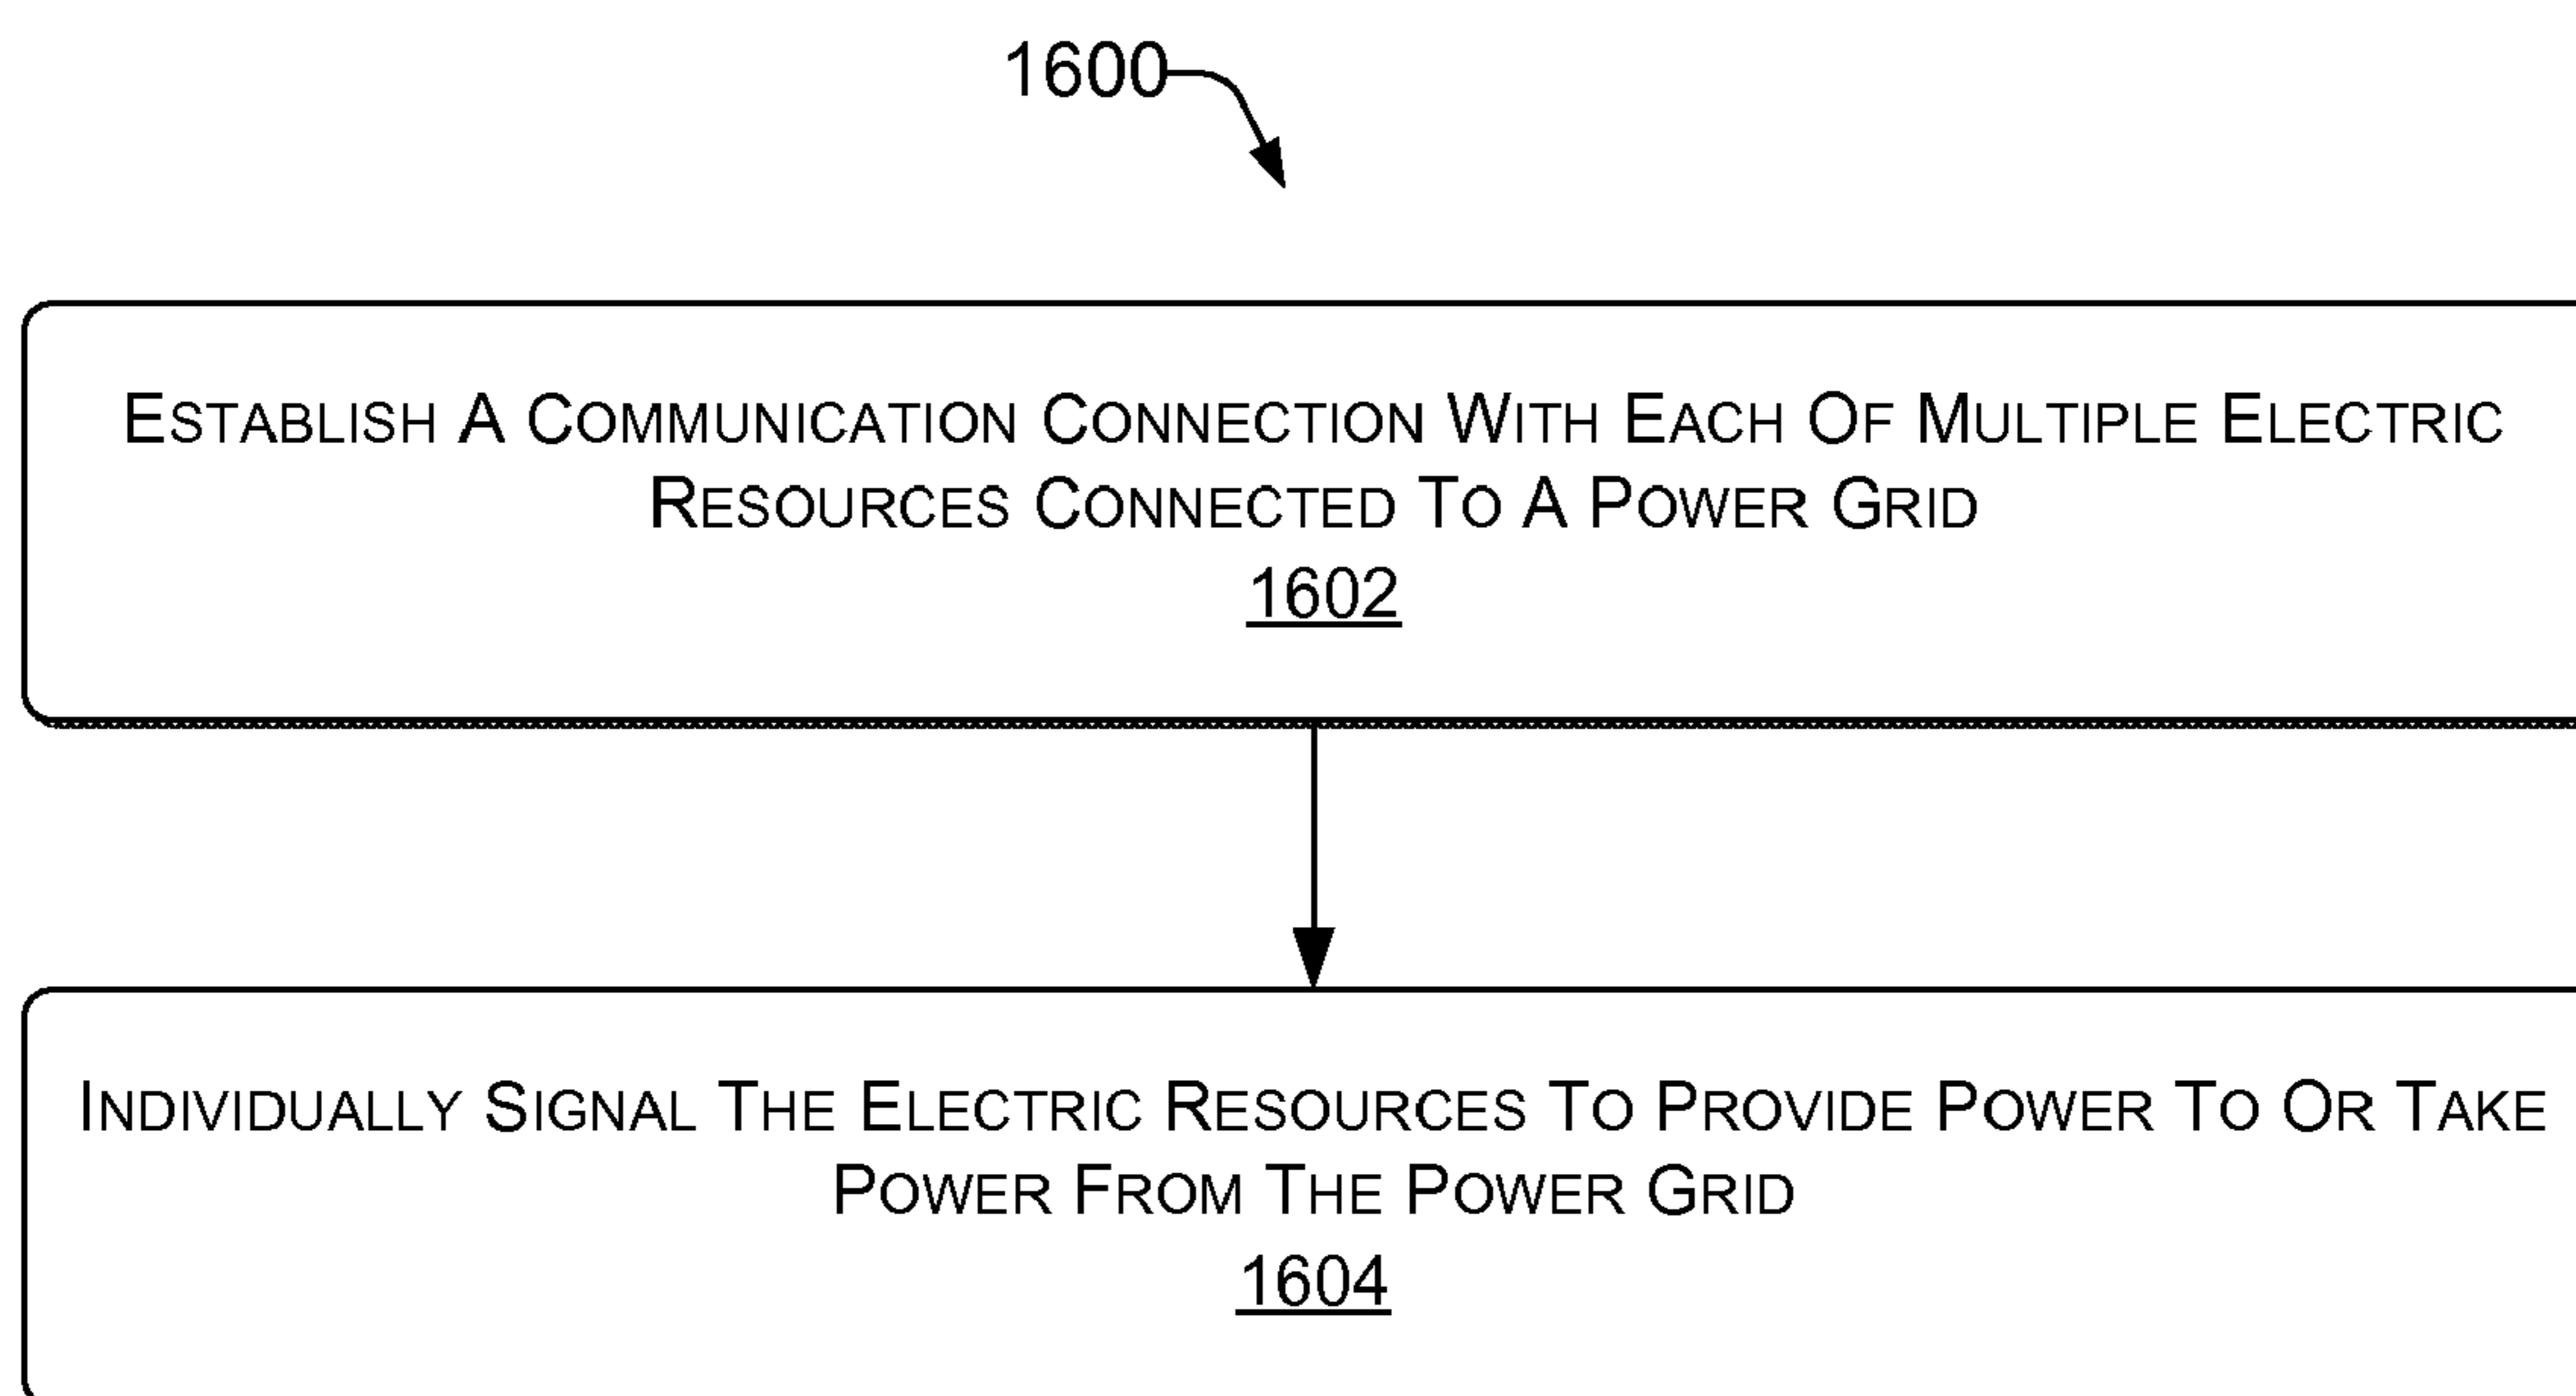 1600
ESTABLISH A COMMUNICATION CONNECTION WITH EACH OF MULTIPLE ELECTRIC
RESOURCES CONNECTED TO A POWER GRID
1602
INDIVIDUALLY SIGNAL THE ELECTRIC RESOURCES TO PROVIDE POWER TO OR TAKE
POWER FROM THE POWER GRID
1604